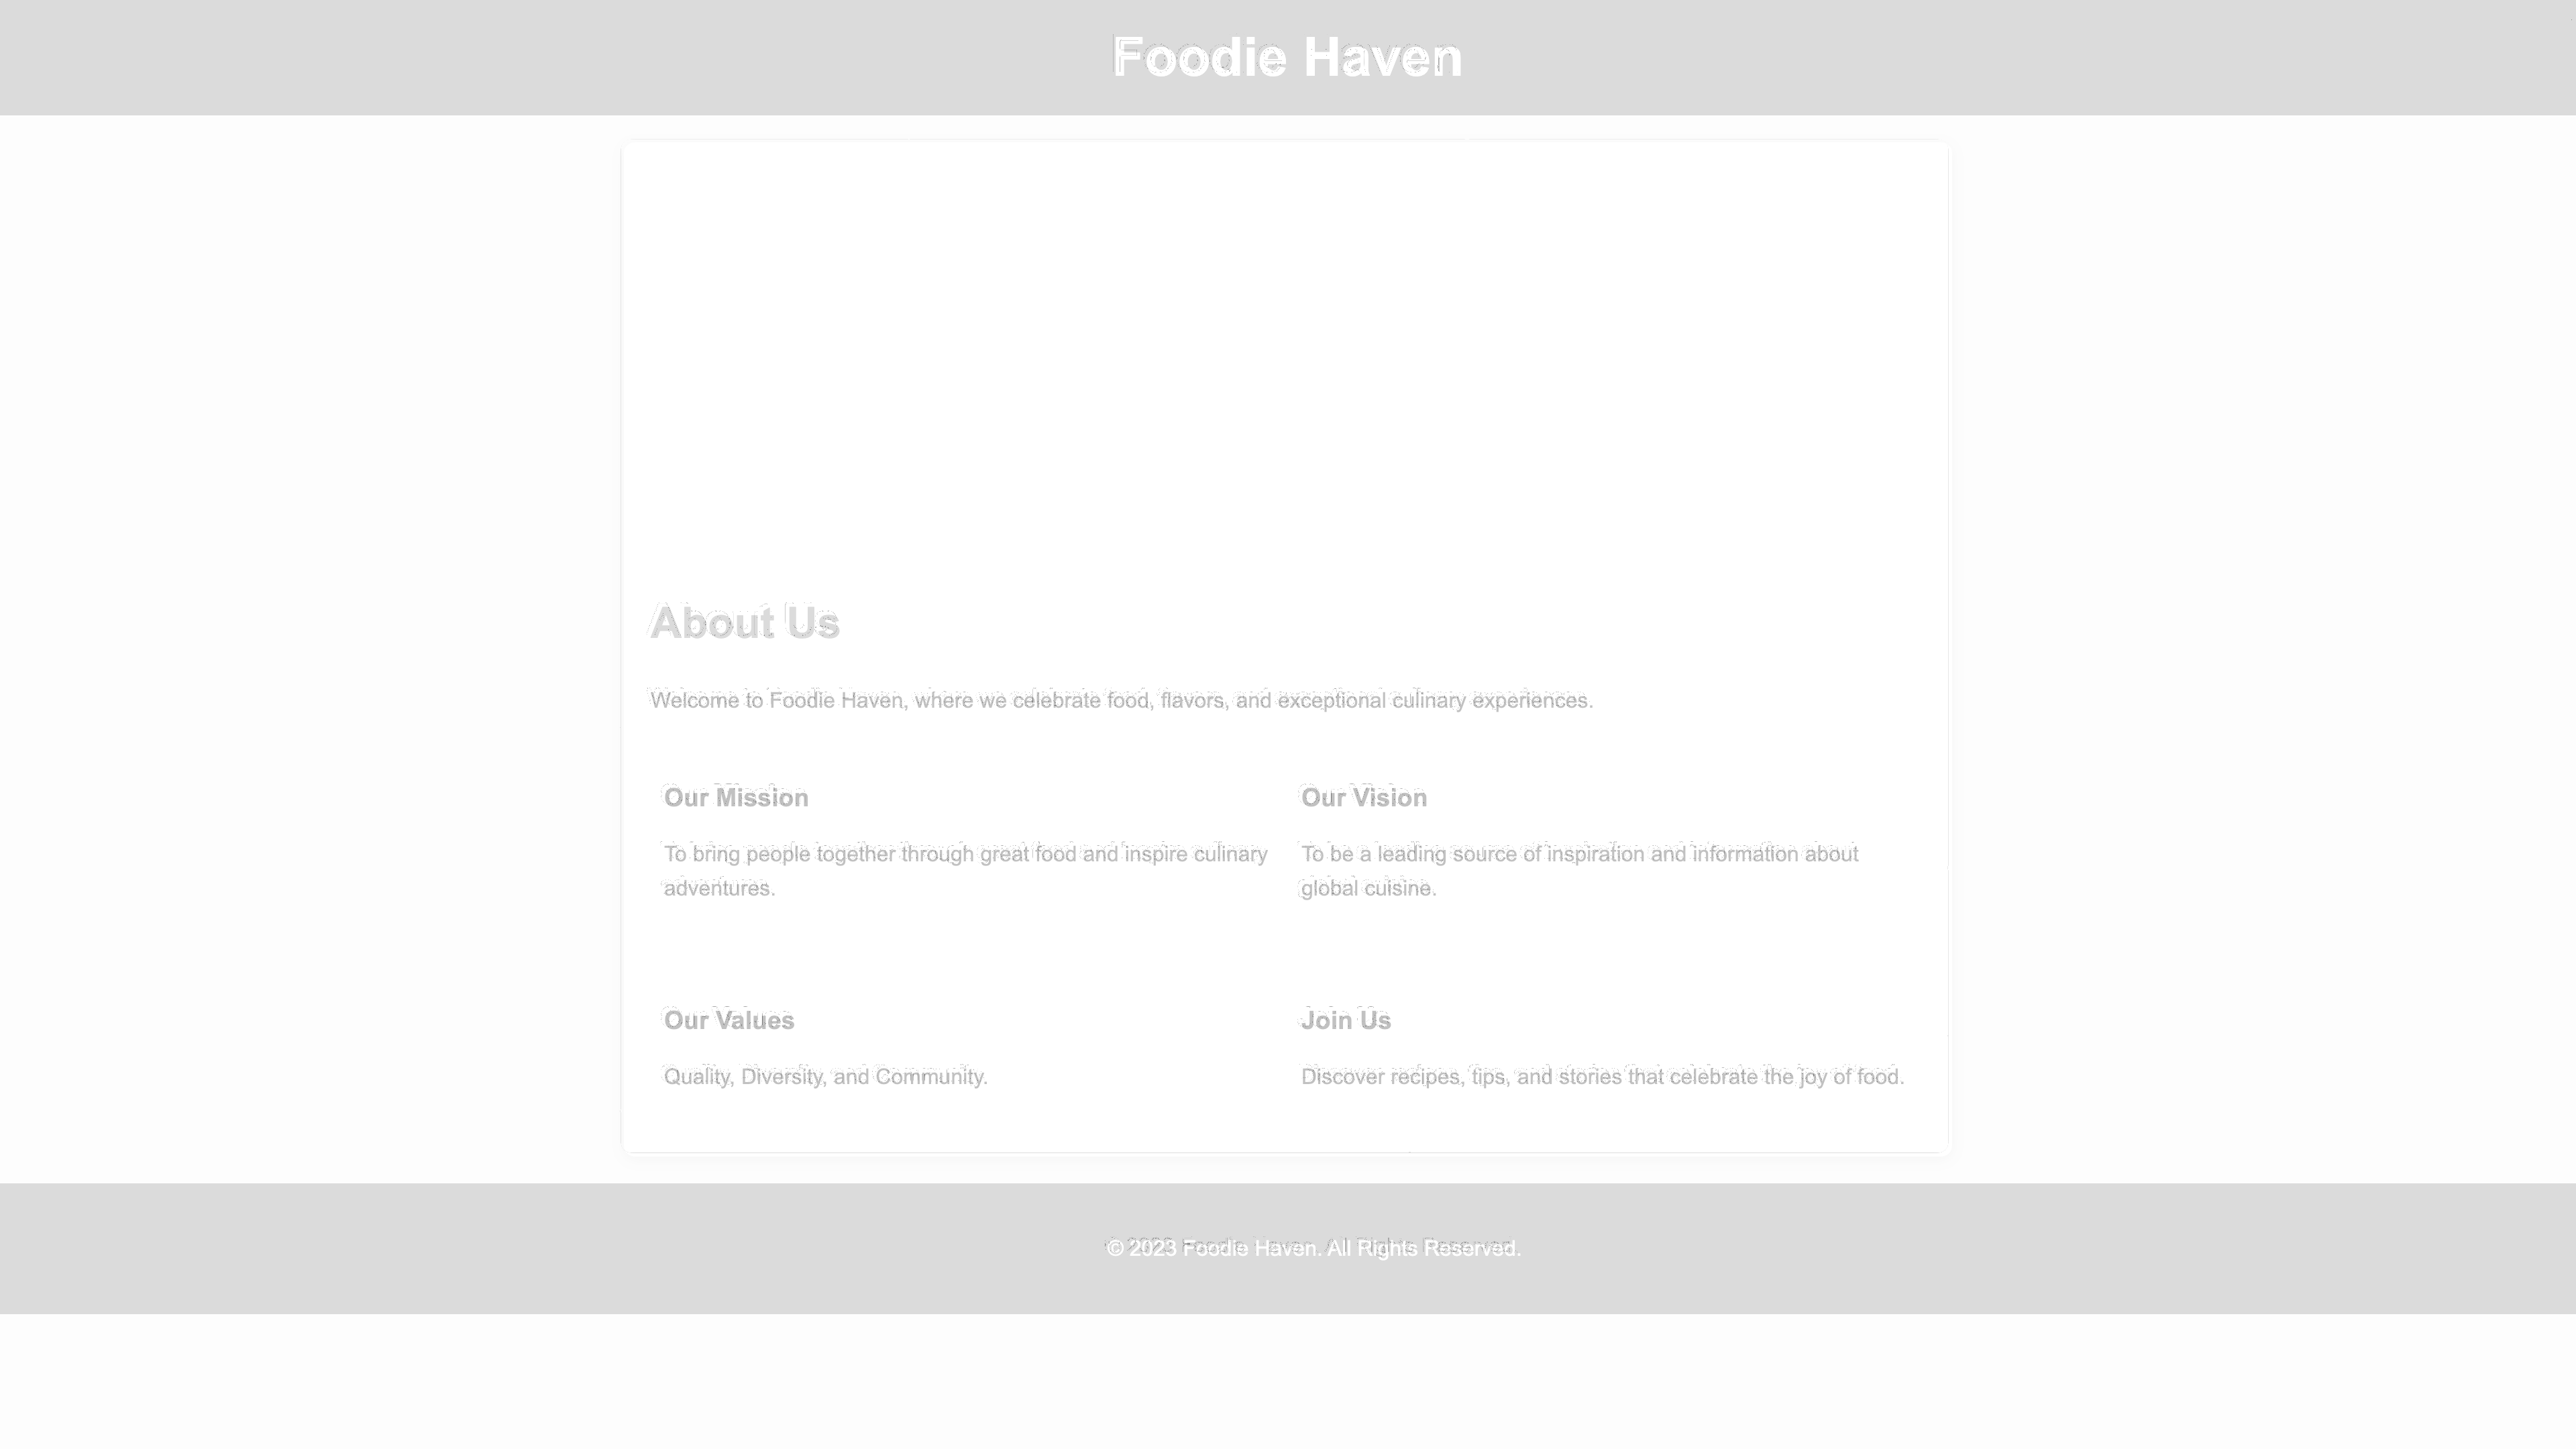 Foodie Haven
About Us
Welcome to Foodie Haven, where we celebrate food, flavors, and exceptional culinary experiences.
Our Mission
To bring people together through great food and inspire culinary
adventures.
Our Vision
To be a leading source of inspiration and information about
global cuisine.
Our Values
Quality, Diversity, and Community.
Join Us
Discover recipes, tips, and stories that celebrate the joy of food.
© 2023 Foodie Haven. All Rights Reserved.